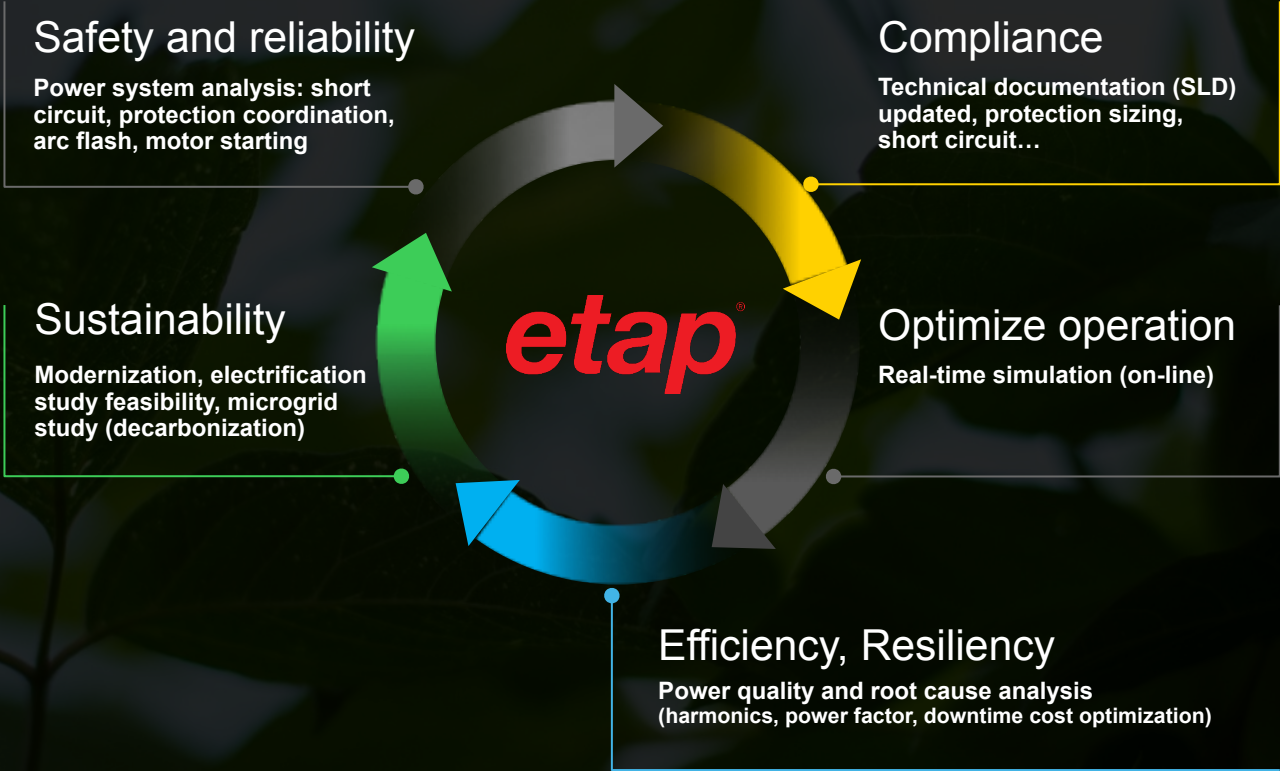 Safety and reliability
Power system analysis: short
circuit, protection coordination,
arc flash, motor starting
Compliance
Technical documentation (SLD)
updated, protection sizing,
short circuit…
etap®
Sustainability
Modernization, electrification
study feasibility, microgrid
study (decarbonization)
Optimize operation
Real-time simulation (on-line)
Efficiency, Resiliency
Power quality and root cause analysis
(harmonics, power factor, downtime cost optimization)